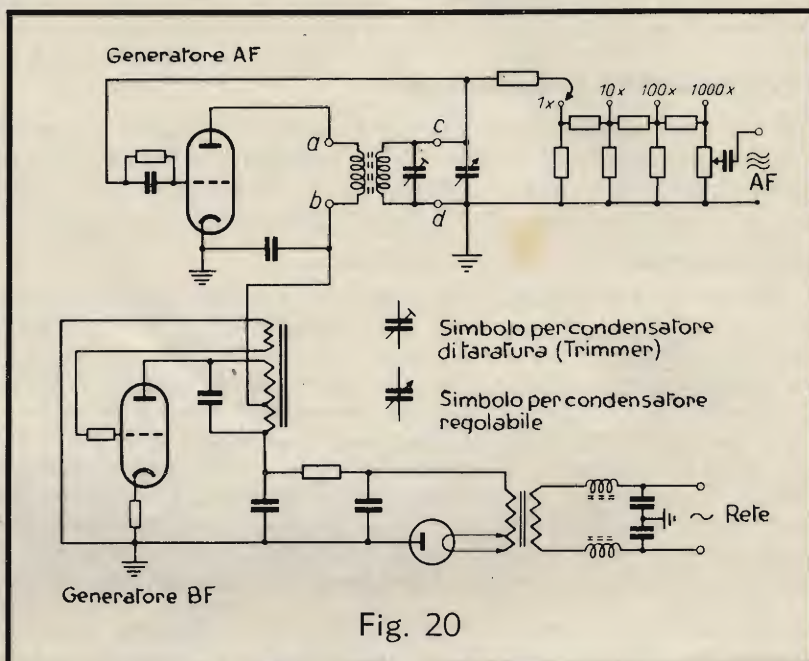 Generatore AF
1x
10x
100x
1000x
a
c
AF
b
d
Simbolo per condensatore
di taratura (Trimmer)
Simbolo per condensatore
regolabile
~ Rete
Generatore BF
Fig. 20